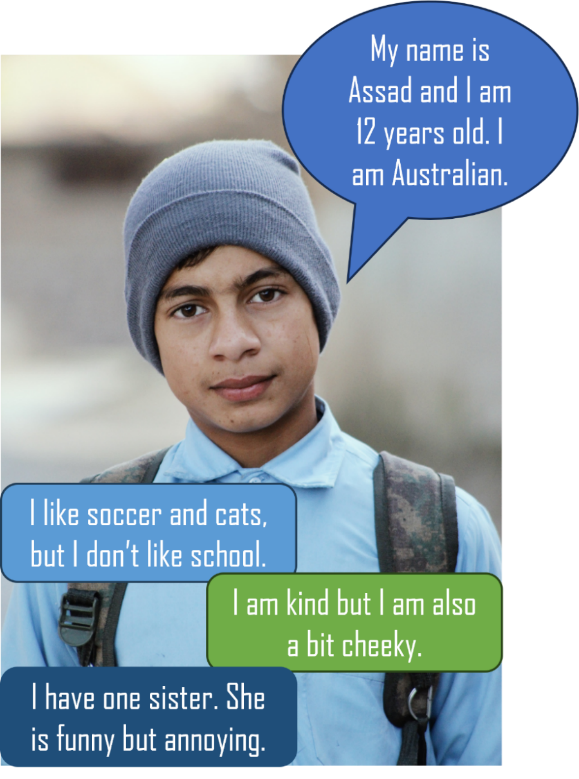 My name is
Assad and I am
12 years old. I
am Australian.
I like soccer and cats,
but I don't like school.
I am kind but I am also
a bit cheeky.
I have one sister. She
is funny but annoying.